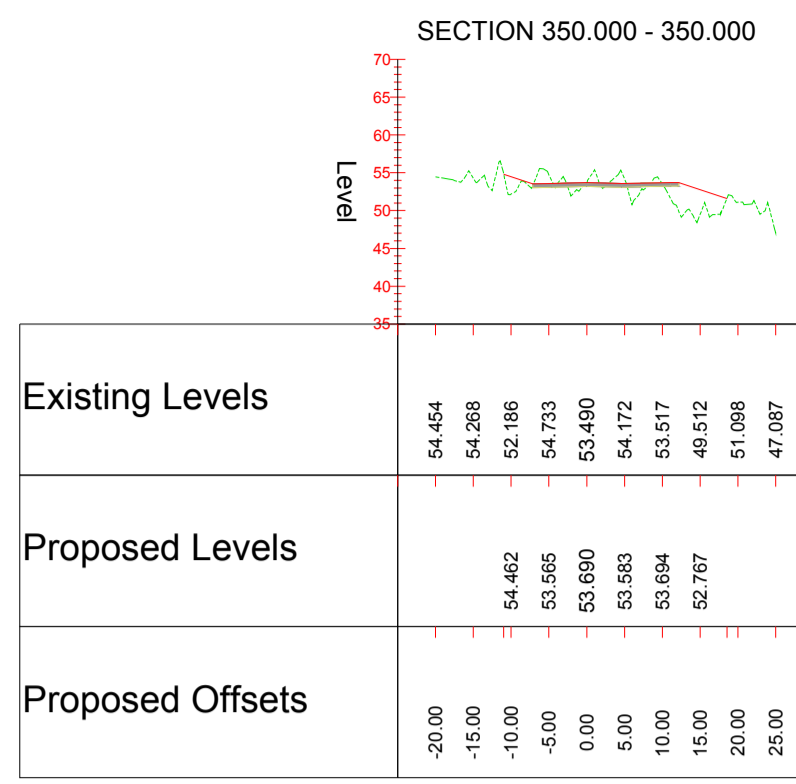 SECTION 350.000 - 350.000
70
65
60
55
50
45
40
35
Level
Existing Levels
54.454 54.268 52.186 54.733 53.490 54.172 53.517 49.512 51.098 47.087
Proposed Levels
54.462 53.565 53.690 53.583 53.694 52.767
Proposed Offsets
-20.00 -15.00 -10.00 -5.00 0.00 5.00 10.00 15.00 20.00 25.00